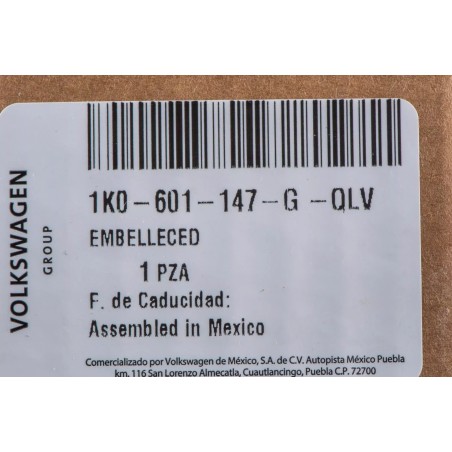 VOLKSWAGEN
GROUP
1K0-601-147-G -QLV
EMBELLECED
1 PZA
F. de Caducidad:
Assembled in Mexico
Comercializado por Volkswagen de México, S.A. de C.V. Autopista México Puebla
km. 116 San Lorenzo Almecatla, Cuautlancingo, Puebla C.P. 72700